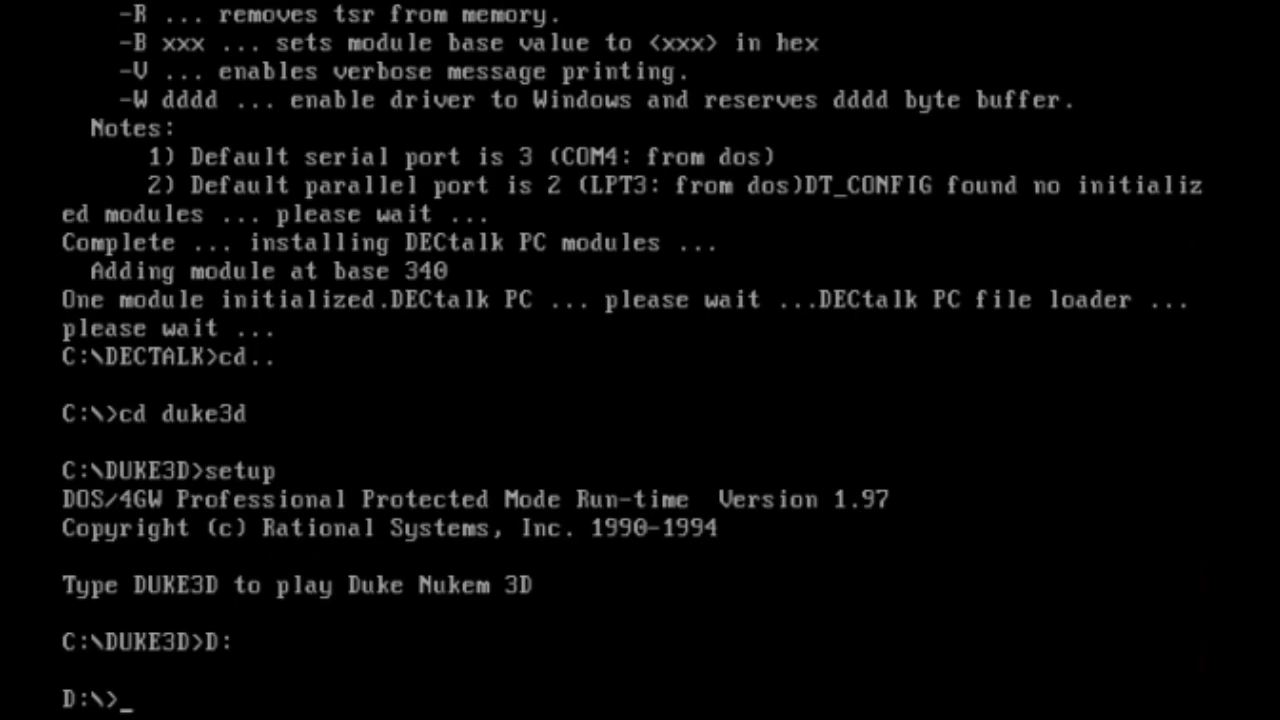 -R ... removes tsr from memory.
-B xxx ... sets module base value to <xxx> in hex
-V ... enables verbose message printing.
-W dddd ... enable driver to Windows and reserves dddd byte buffer.
Notes:
1) Default serial port is 3 (COM4: from dos)
2) Default parallel port is 2 (LPT3: from dos)DT_CONFIG found no initializ
ed modules ... please wait ...
Complete ... installing DECtalk PC modules ...
Adding module at base 340
One module initialized.DECtalk PC ... please wait ...DECtalk PC file loader ...
please wait ...
C:\DECTALK>cd..
C:\>cd duke3d
C:\DUKE3D>setup
DOS/4GW Professional Protected Mode Run-time  Version 1.97
Copyright (c) Rational Systems, Inc. 1990-1994
Type DUKE3D to play Duke Nukem 3D
C:\DUKE3D>D:
D:\>_